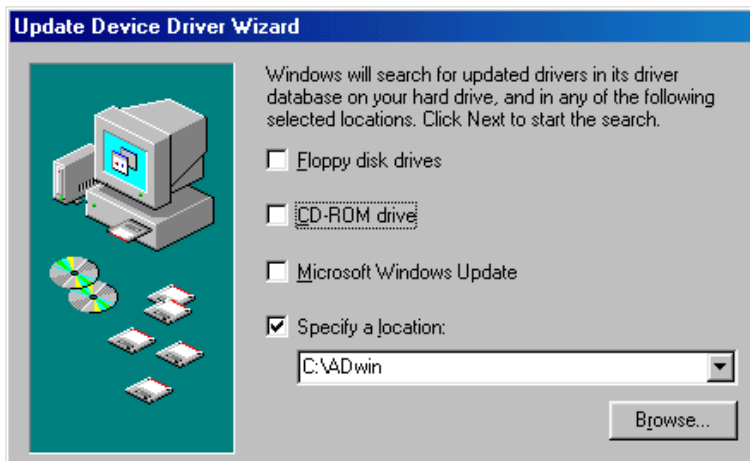 Update Device Driver Wizard
Windows will search for updated drivers in its driver
database on your hard drive, and in any of the following
selected locations. Click Next to start the search.
Floppy disk drives
CD-ROM drive
Microsoft Windows Update
Specify a location:
C:\ADwin
Browse...